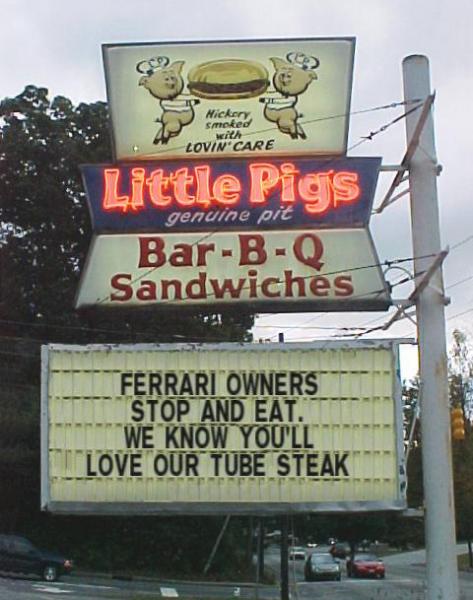 Hickory
smoked
with
LOVIN' CARE
Little Pigs
genuine pit
Bar-B-Q
Sandwiches
FERRARI OWNERS
STOP AND EAT.
WE KNOW YOU'LL
LOVE OUR TUBE STEAK